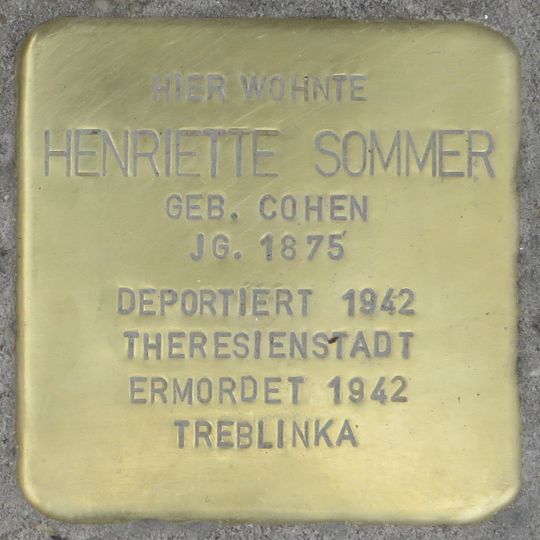 HIER WOHNTE
HENRIETTE SOMMER
GEB. COHEN
JG. 1875
DEPORTIERT 1942
THERESIENSTADT
ERMORDET 1942
TREBLINKA